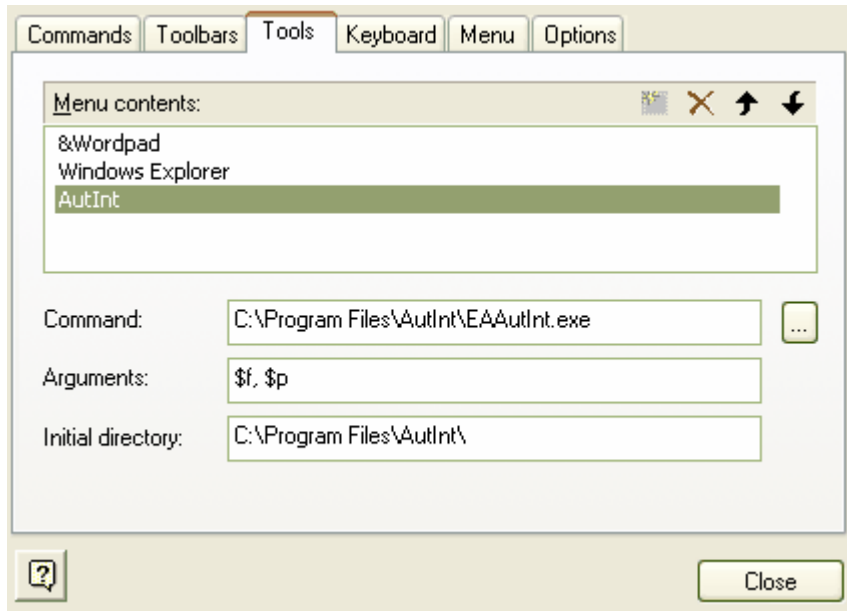 Commands Toolbars Tools Keyboard Menu Options
Menu contents:
&Wordpad
Windows Explorer
AutInt
Command: C:\Program Files\AutInt\EAAutInt.exe ...
Arguments: $f, $p
Initial directory: C:\Program Files\AutInt\
? Close